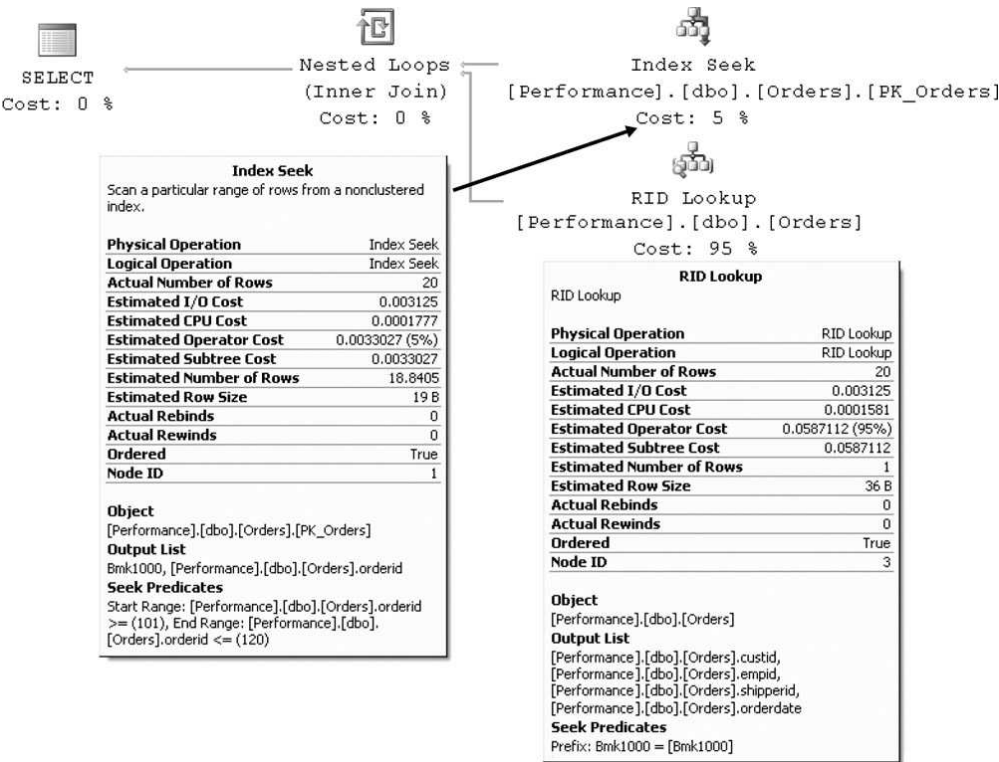 SELECT
Cost: 0 %
Nested Loops
(Inner Join)
Cost: 0 %
Index Seek
[Performance].[dbo].[Orders].[PK_Orders]
Cost: 5 %
RID Lookup
[Performance].[dbo].[Orders]
Cost: 95 %
Index Seek
Scan a particular range of rows from a nonclustered
index.
Physical Operation Index Seek
Logical Operation Index Seek
Actual Number of Rows 20
Estimated I/O Cost 0.003125
Estimated CPU Cost 0.0001777
Estimated Operator Cost 0.0033027 (5%)
Estimated Subtree Cost 0.0033027
Estimated Number of Rows 18.8405
Estimated Row Size 19 B
Actual Rebinds 0
Actual Rewinds 0
Ordered True
Node ID 1
Object
[Performance].[dbo].[Orders].[PK_Orders]
Output List
Bmk1000, [Performance].[dbo].[Orders].orderid
Seek Predicates
Start Range: [Performance].[dbo].[Orders].orderid
>= (101), End Range: [Performance].[dbo].
[Orders].orderid <= (120)
RID Lookup
RID Lookup
Physical Operation RID Lookup
Logical Operation RID Lookup
Actual Number of Rows 20
Estimated I/O Cost 0.003125
Estimated CPU Cost 0.0001581
Estimated Operator Cost 0.0587112 (95%)
Estimated Subtree Cost 0.0587112
Estimated Number of Rows 1
Estimated Row Size 36 B
Actual Rebinds 0
Actual Rewinds 0
Ordered True
Node ID 3
Object
[Performance].[dbo].[Orders]
Output List
[Performance].[dbo].[Orders].custid,
[Performance].[dbo].[Orders].empid,
[Performance].[dbo].[Orders].shipperid,
[Performance].[dbo].[Orders].orderdate
Seek Predicates
Prefix: Bmk1000 = [Bmk1000]